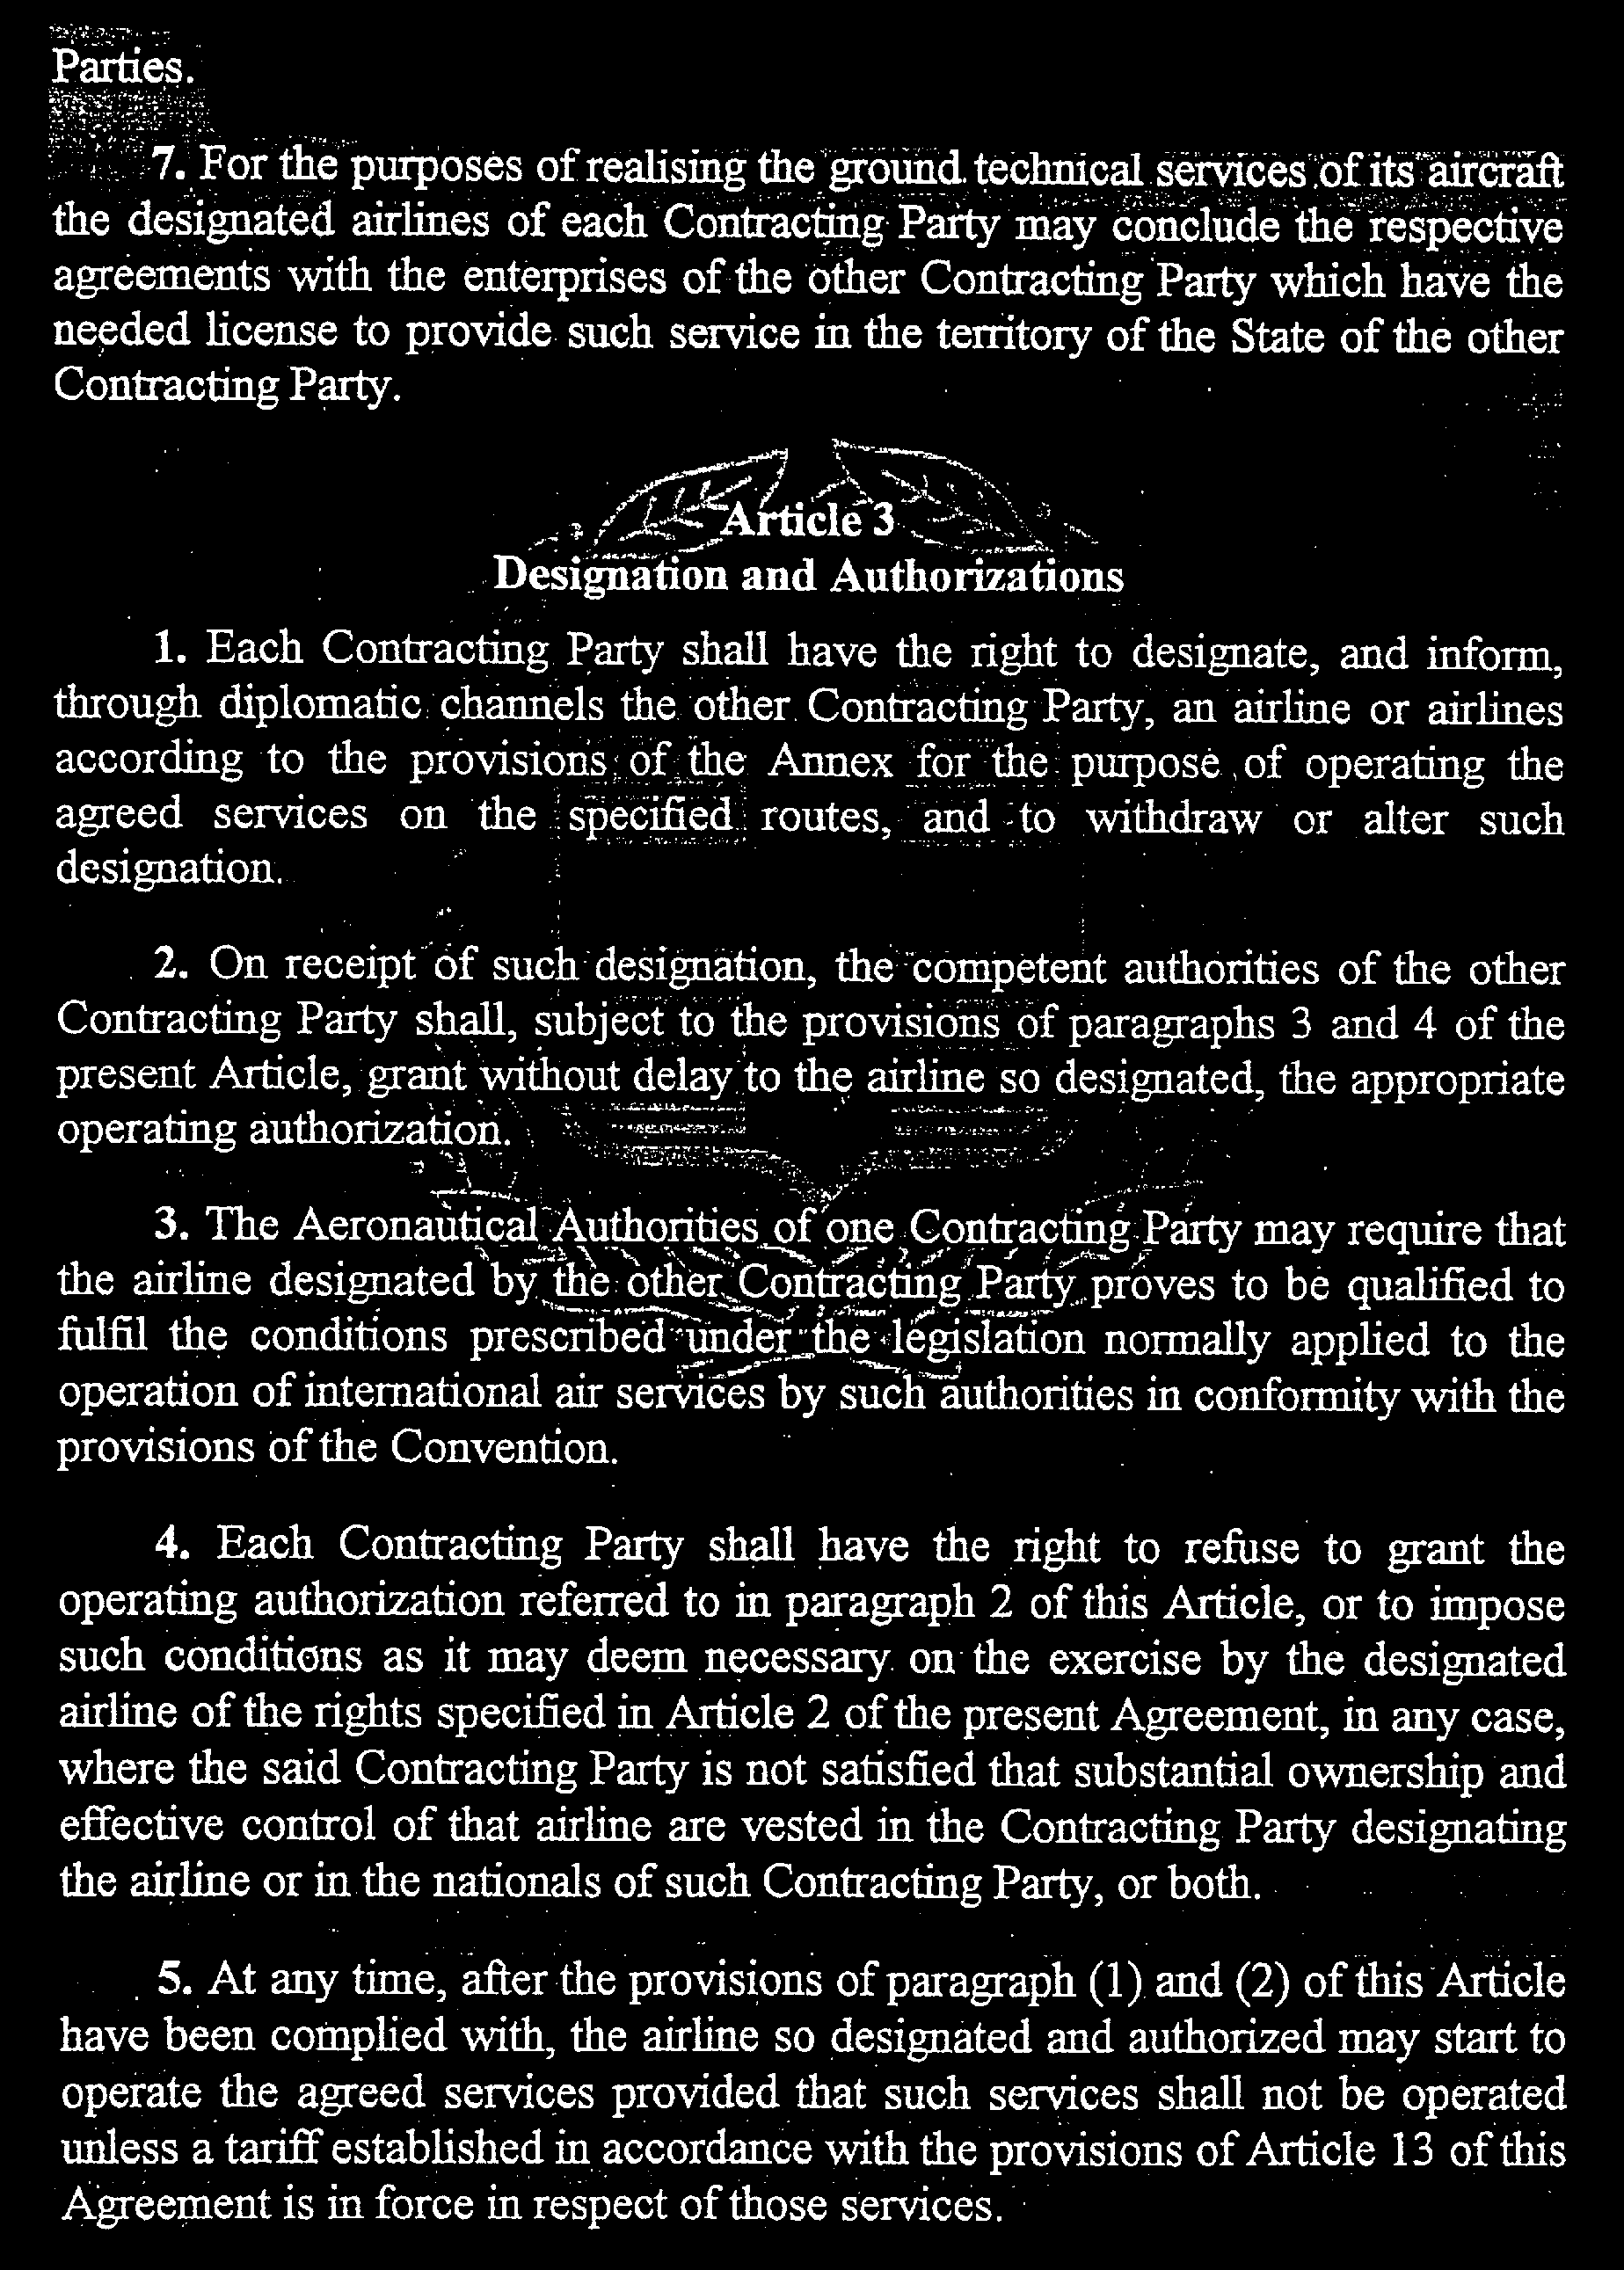 Parties.
7. For the purposes of realising the ground technical services of its aircraft
the designated airlines of each Contracting Party may conclude the respective
agreements with the enterprises of the other Contracting Party which have the
needed license to provide such service in the territory of the State of the other
Contracting Party.
Article 3
Designation and Authorizations
1. Each Contracting Party shall have the right to designate, and inform,
through diplomatic channels the other Contracting Party, an airline or airlines
according to the provisions of the Annex for the purpose of operating the
agreed services on the specified routes, and to withdraw or alter such
designation.
2. On receipt of such designation, the competent authorities of the other
Contracting Party shall, subject to the provisions of paragraphs 3 and 4 of the
present Article, grant without delay to the airline so designated, the appropriate
operating authorization.
3. The Aeronautical Authorities of one Contracting Party may require that
the airline designated by the other Contracting Party proves to be qualified to
fulfil the conditions prescribed under the legislation normally applied to the
operation of international air services by such authorities in conformity with the
provisions of the Convention.
4. Each Contracting Party shall have the right to refuse to grant the
operating authorization referred to in paragraph 2 of this Article, or to impose
such conditions as it may deem necessary on the exercise by the designated
airline of the rights specified in Article 2 of the present Agreement, in any case,
where the said Contracting Party is not satisfied that substantial ownership and
effective control of that airline are vested in the Contracting Party designating
the airline or in the nationals of such Contracting Party, or both.
5. At any time, after the provisions of paragraph (1) and (2) of this Article
have been complied with, the airline so designated and authorized may start to
operate the agreed services provided that such services shall not be operated
unless a tariff established in accordance with the provisions of Article 13 of this
Agreement is in force in respect of those services.